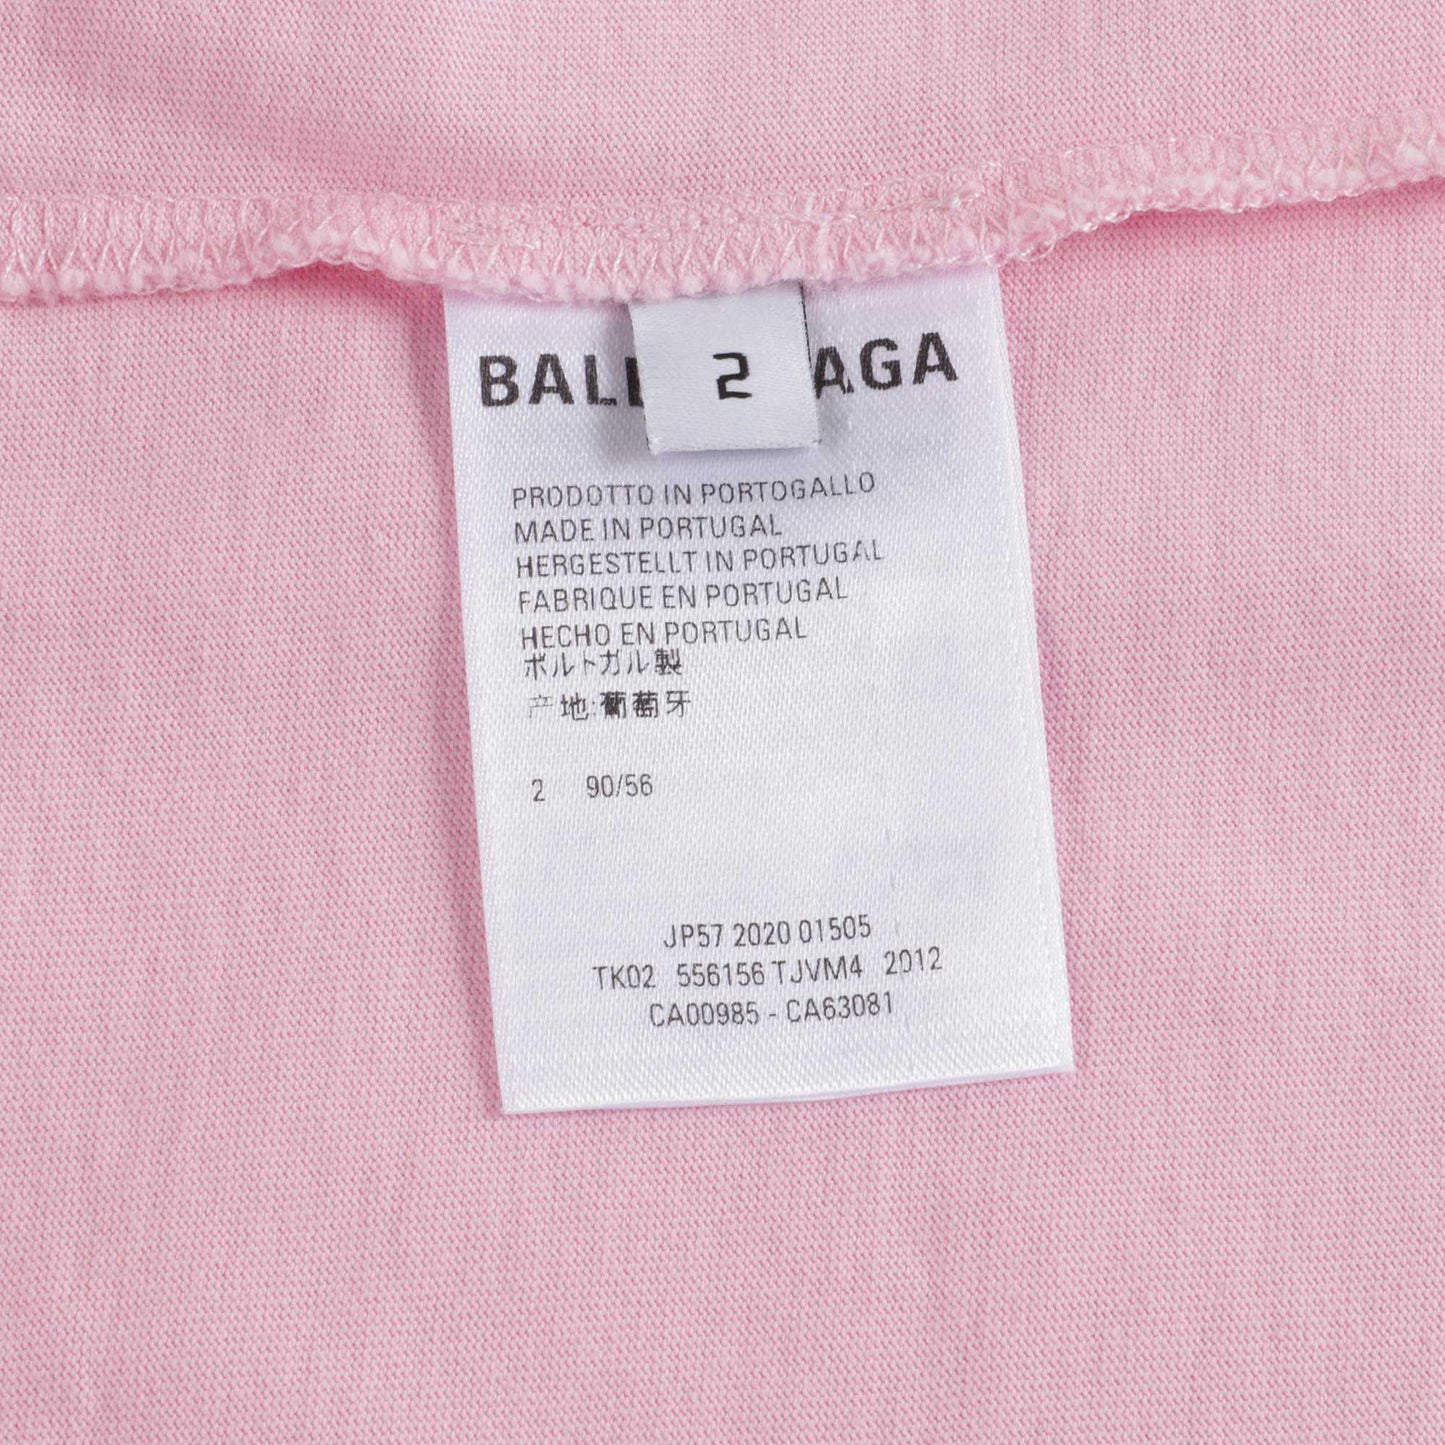 BAL AGA
2
PRODOTTO IN PORTOGALLO
MADE IN PORTUGAL
HERGESTELLT IN PORTUGAL
FABRIQUE EN PORTUGAL
HECHO EN PORTUGAL
ポルトガル製
产地:葡萄牙
2 90/56
JP57 2020 01505
TK02 556156 TJVM4 2012
CA00985 - CA63081